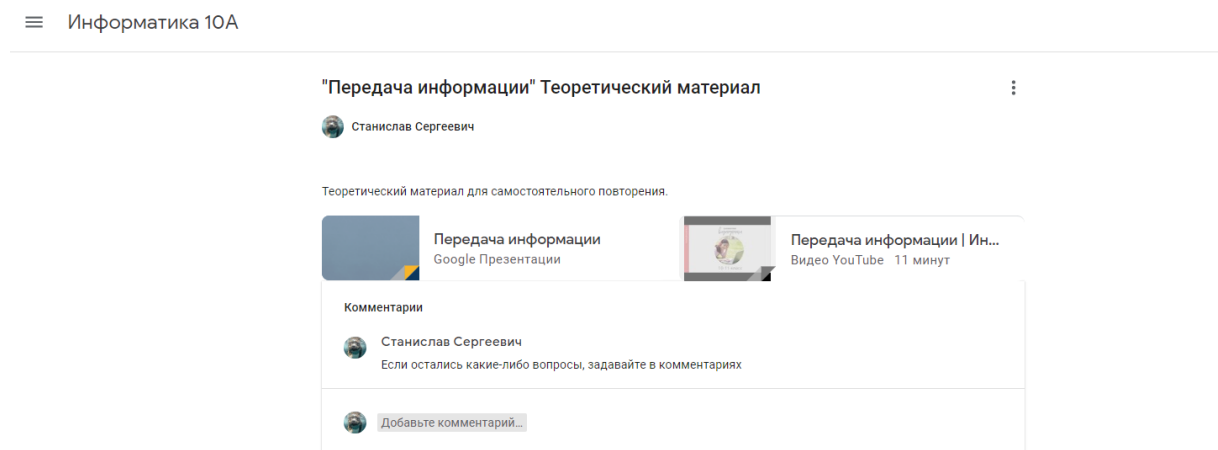 Информатика 10А
"Передача информации" Теоретический материал
Станислав Сергеевич
Теоретический материал для самостоятельного повторения.
Передача информации
Google Презентации
Передача информации | Ин...
Видео YouTube 11 минут
Комментарии
Станислав Сергеевич
Если остались какие-либо вопросы, задавайте в комментариях
Добавьте комментарий...